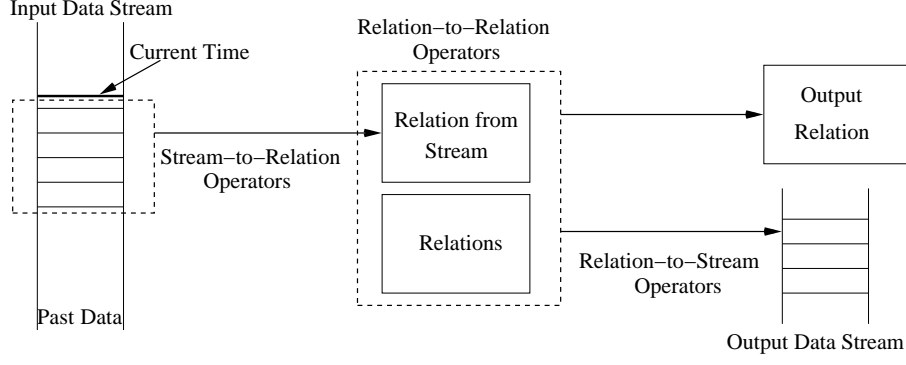 Input Data Stream
Current Time
Past Data
Stream−to−Relation
Operators
Relation−to−Relation
Operators
Relation from
Stream
Relations
Output
Relation
Relation−to−Stream
Operators
Output Data Stream